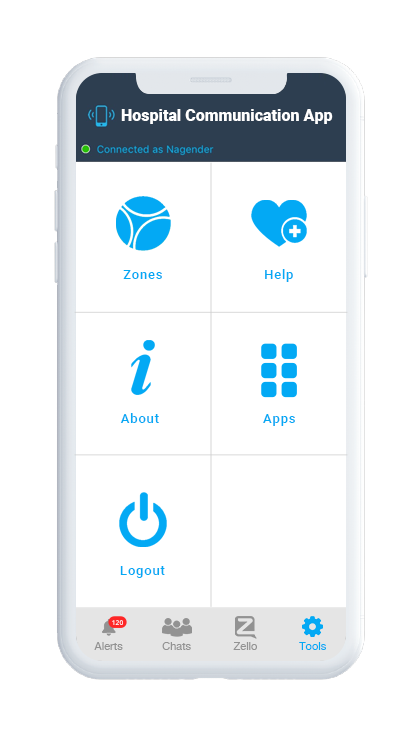 Hospital Communication App
Connected as Nagender
Zones
Help
About
Apps
Logout
120
Alerts
Chats
Zello
Tools